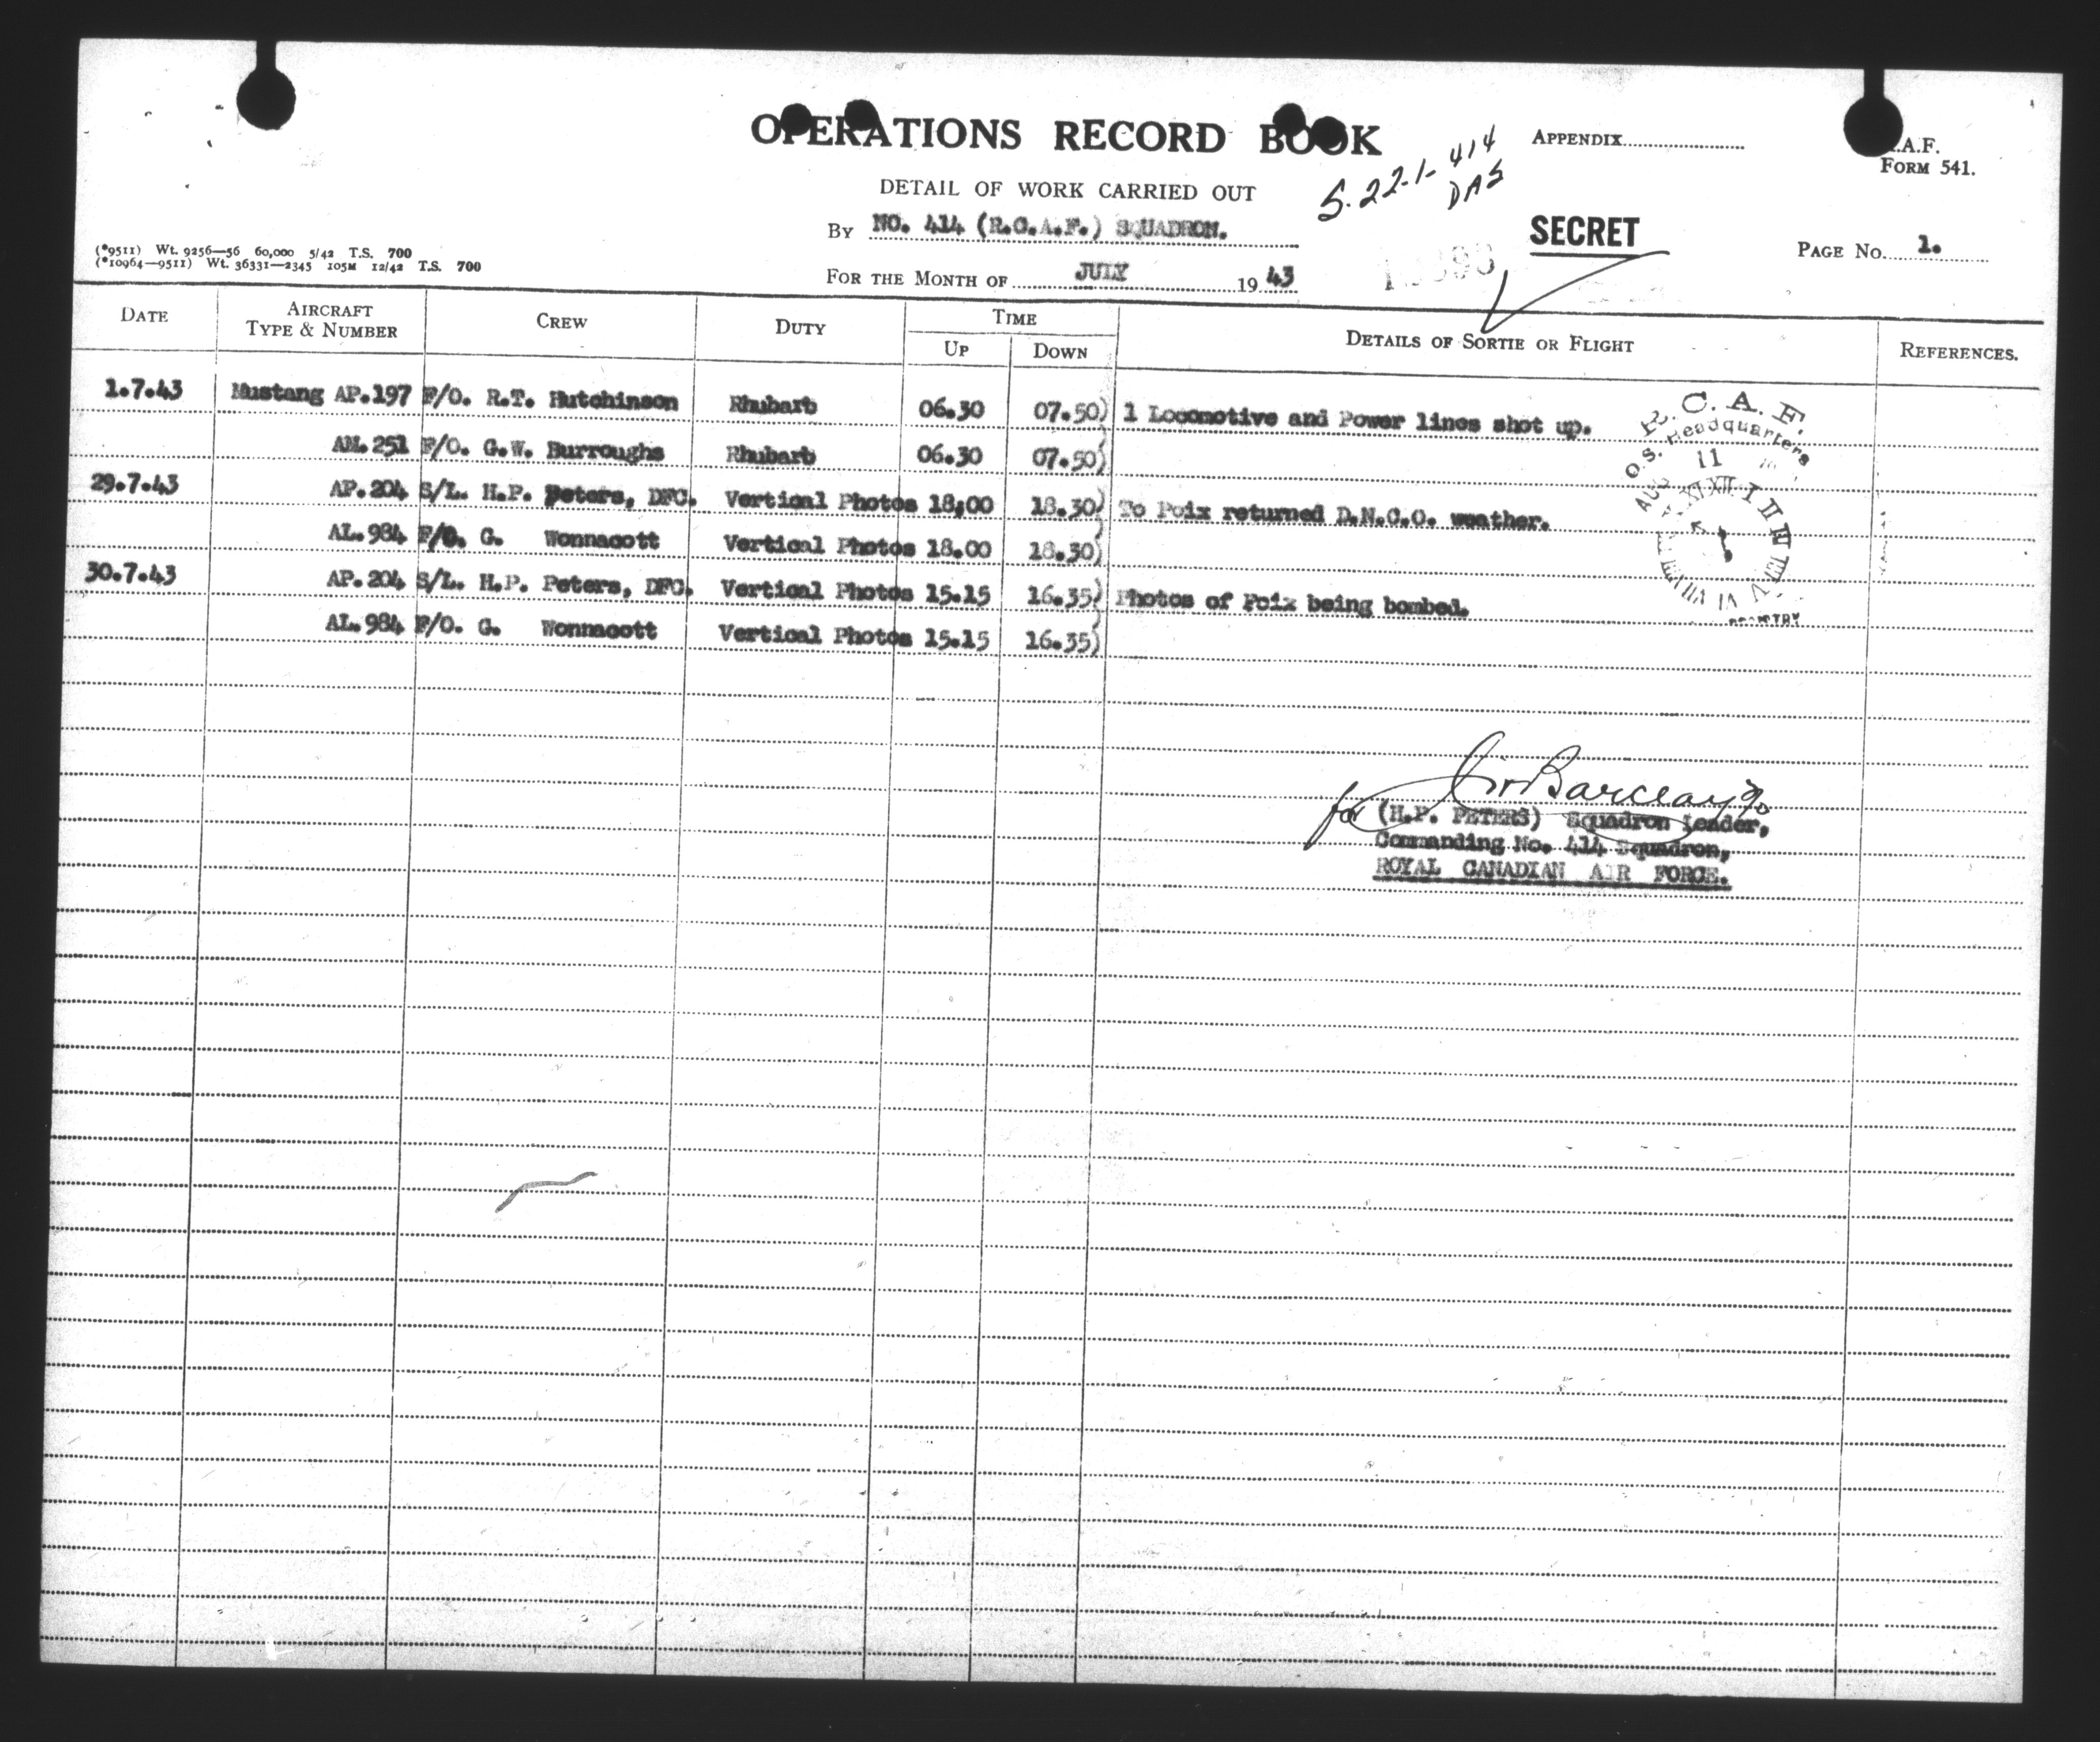 OPERATIONS RECORD BOOK
APPENDIX
.A.F.
FORM 541.
S.22-1-414
DAS
DETAIL OF WORK CARRIED OUT
By NO. 414 (R.C.A.F.) SQUADRON.
SECRET
PAGE No. 1.
(*9511) Wt. 9256—56 60,000 5/42 T.S. 700
(*10964—9511) Wt. 36331—2345 105M 12/42 T.S. 700
FOR THE MONTH OF JULY 19 43
DATE AIRCRAFT TYPE & NUMBER CREW DUTY TIME UP DOWN DETAILS OF SORTIE OR FLIGHT REFERENCES.
1.7.43 Mustang AP.197 F/O. R.T. Hutchinson Rhubarb 06.30 07.50) 1 Locomotive and Power lines shot up.
AM.251 F/O. G.W. Burroughs Rhubarb 06.30 07.50)
29.7.43 AP.204 S/L. H.P. Peters, DFC. Vertical Photos 18:00 18.30) To Poix returned D.N.C.O. weather.
AL.984 F/O. G. Wonnacott Vertical Photos 18.00 18.30)
30.7.43 AP.204 S/L. H.P. Peters, DFC. Vertical Photos 15.15 16.35) Photos of Poix being bombed.
AL.984 F/O. G. Wonnacott Vertical Photos 15.15 16.35)
R.C.A.F.
O.S. Headquarters
11
AUG
XI XII I II III
for Barclay F/O
(H.P. PETERS) Squadron Leader,
Commanding No. 414 Squadron,
ROYAL CANADIAN AIR FORCE.